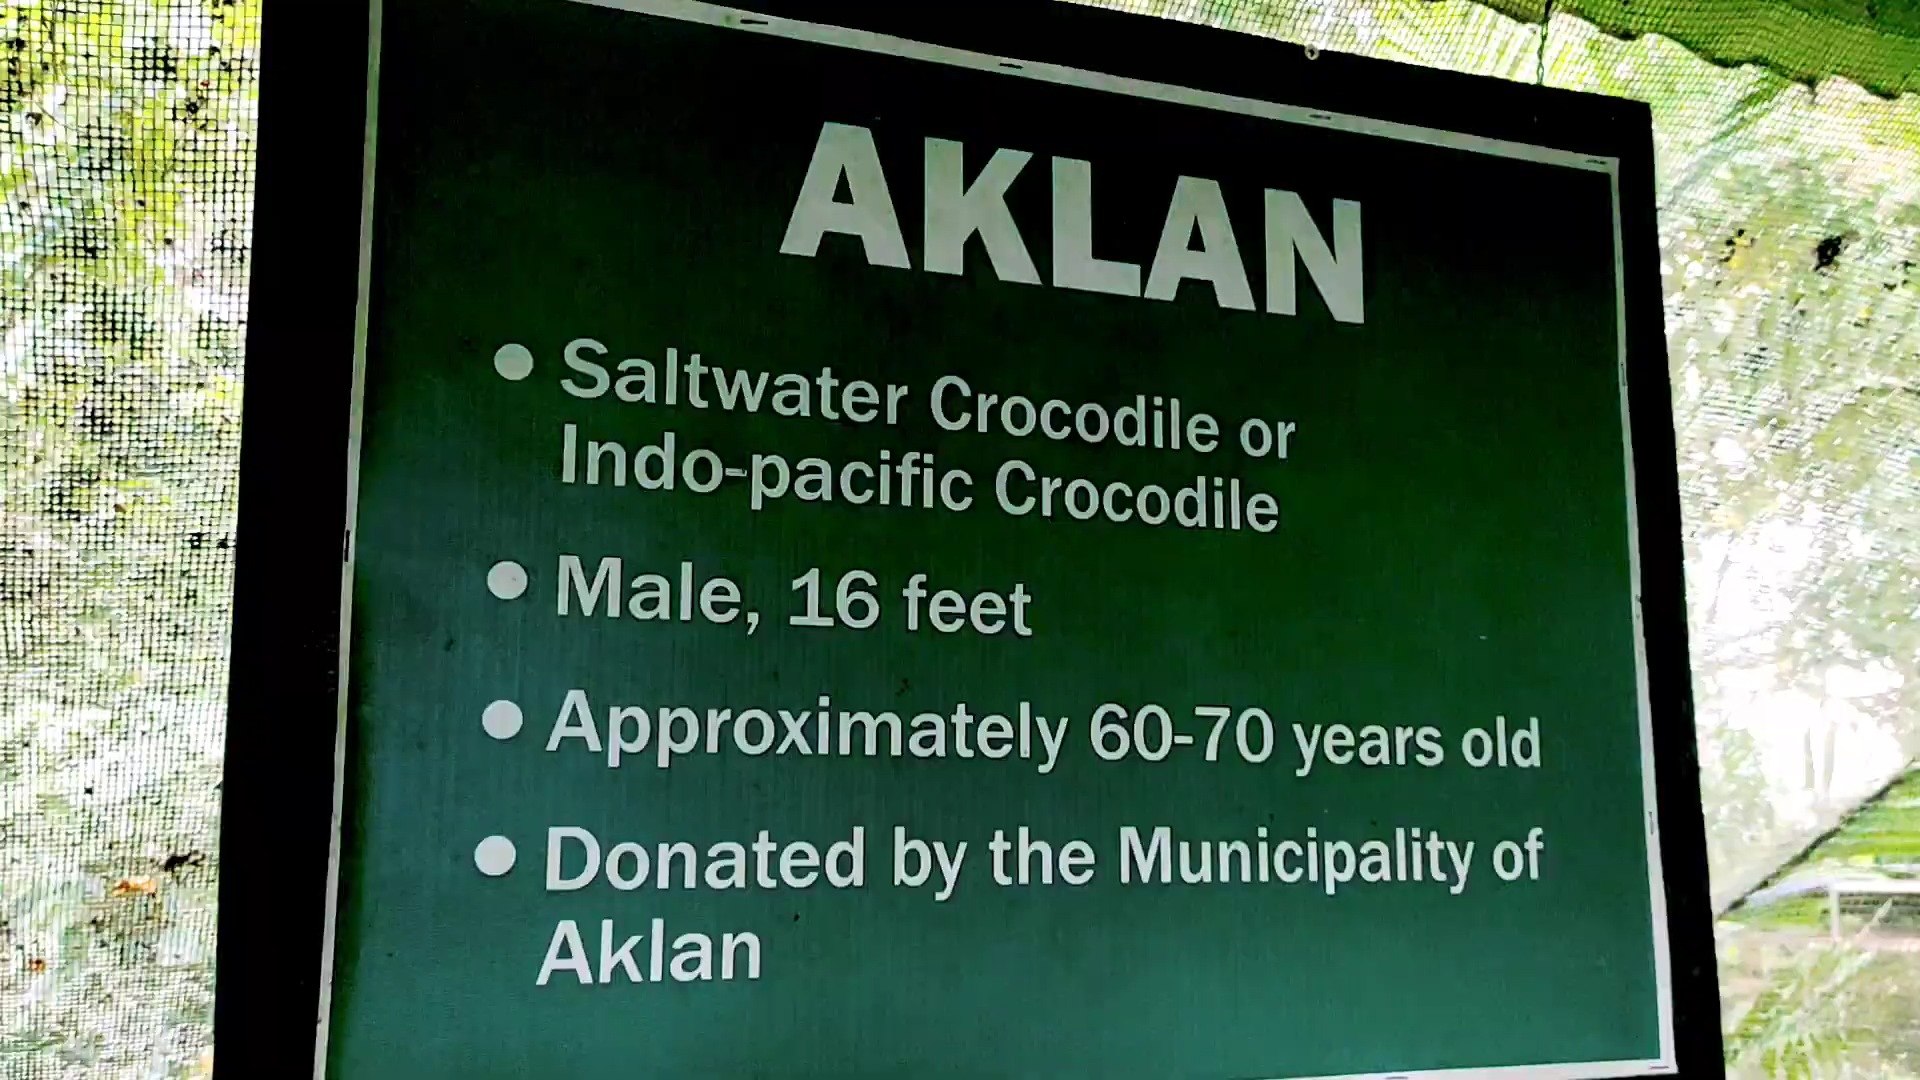 AKLAN
• Saltwater Crocodile or
Indo-pacific Crocodile
• Male, 16 feet
• Approximately 60-70 years old
• Donated by the Municipality of
Aklan